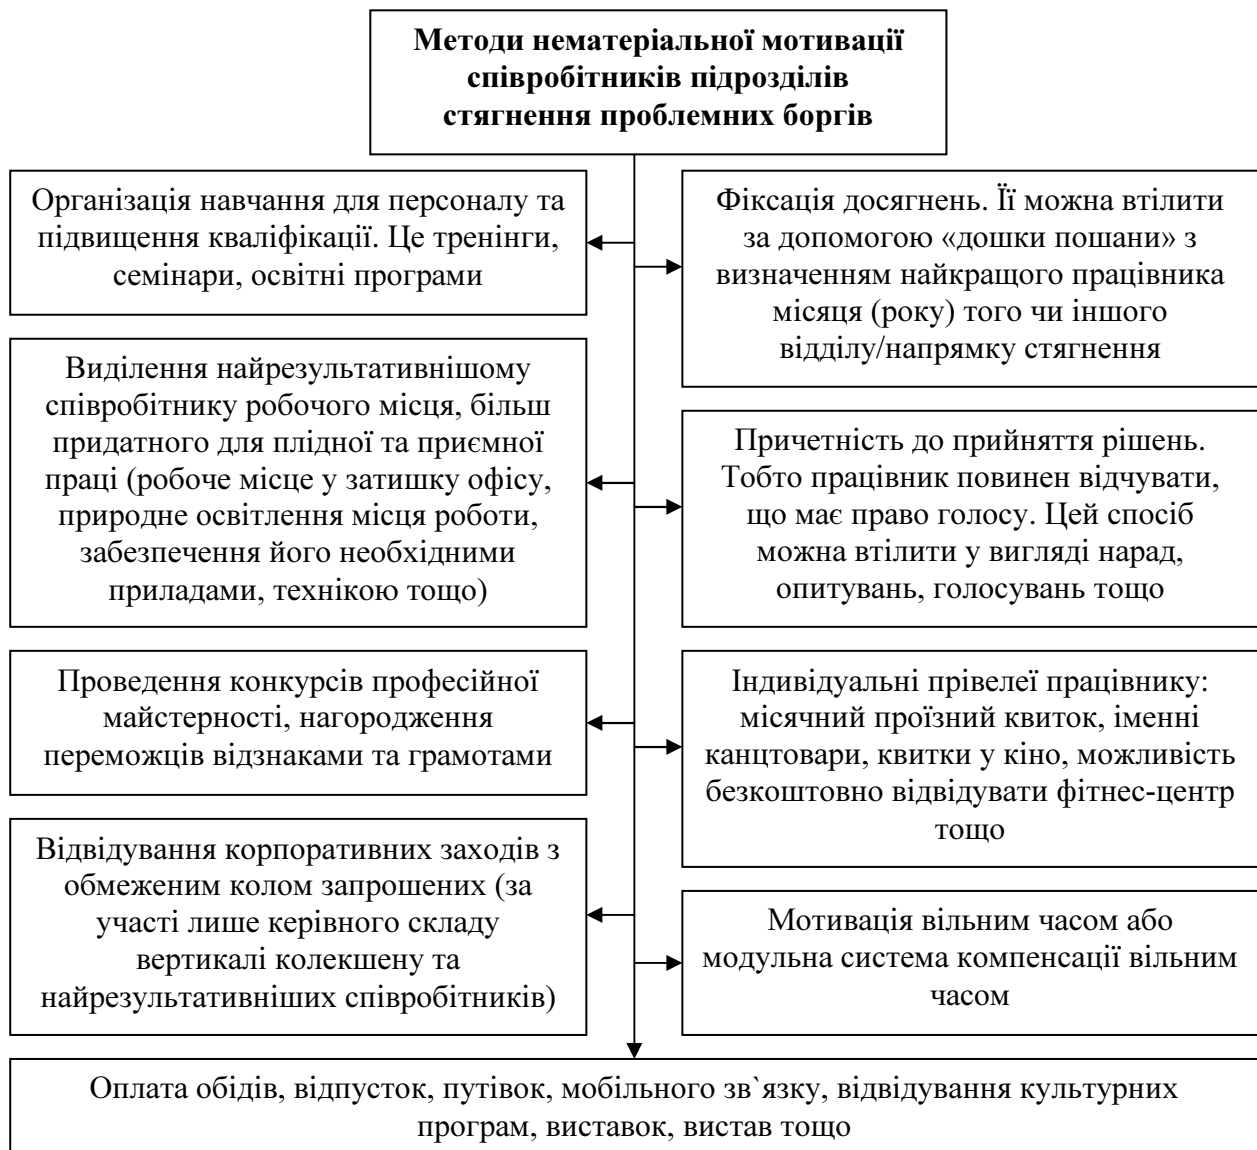 Методи нематеріальної мотивації
співробітників підрозділів
стягнення проблемних боргів
Організація навчання для персоналу та
підвищення кваліфікації. Це тренінги,
семінари, освітні програми
Фіксація досягнень. Її можна втілити
за допомогою «дошки пошани» з
визначенням найкращого працівника
місяця (року) того чи іншого
відділу/напрямку стягнення
Виділення найрезультативнішому
співробітнику робочого місця, більш
придатного для плідної та приємної
праці (робоче місце у затишку офісу,
природне освітлення місця роботи,
забезпечення його необхідними
приладами, технікою тощо)
Причетність до прийняття рішень.
Тобто працівник повинен відчувати,
що має право голосу. Цей спосіб
можна втілити у вигляді нарад,
опитувань, голосувань тощо
Проведення конкурсів професійної
майстерності, нагородження
переможців відзнаками та грамотами
Індивідуальні прівелеї працівнику:
місячний проїзний квиток, іменні
канцтовари, квитки у кіно, можливість
безкоштовно відвідувати фітнес-центр
тощо
Відвідування корпоративних заходів з
обмеженим колом запрошених (за
участі лише керівного складу
вертикалі колекшену та
найрезультативніших співробітників)
Мотивація вільним часом або
модульна система компенсації вільним
часом
Оплата обідів, відпусток, путівок, мобільного зв`язку, відвідування культурних
програм, виставок, вистав тощо